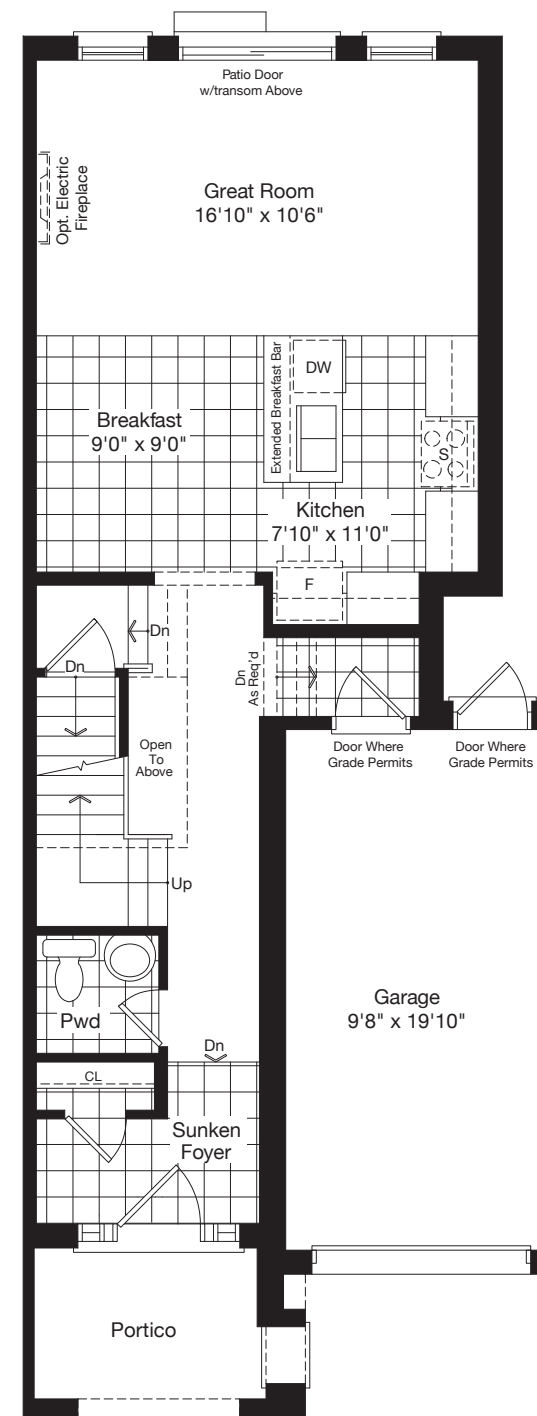 Patio Door
w/transom Above
Opt. Electric
Fireplace
Great Room
16'10" x 10'6"
Extended Breakfast Bar
DW
Breakfast
9'0" x 9'0"
S
Kitchen
7'10" x 11'0"
F
Dn
Dn
Dn
As Req'd
Open
To
Above
Door Where
Grade Permits
Door Where
Grade Permits
Up
Pwd
Garage
9'8" x 19'10"
Dn
CL
Sunken
Foyer
Portico